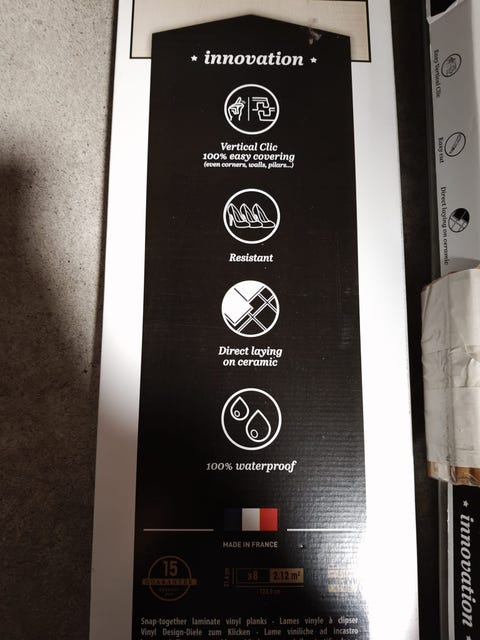 * innovation *
Vertical Clic
100% easy covering
(even corners, walls, pilars...)
Resistant
Direct laying
on ceramic
100% waterproof
MADE IN FRANCE
15
GUARANTEE
x8 2.12 m²
Snap-together laminate vinyl planks - Lames vinyle à clipser
Vinyl Design-Diele zum Klicken - Lame viniliche ad incastro
Easy Vertical Clic
Easy cut
Direct laying on ceramic
* innovation